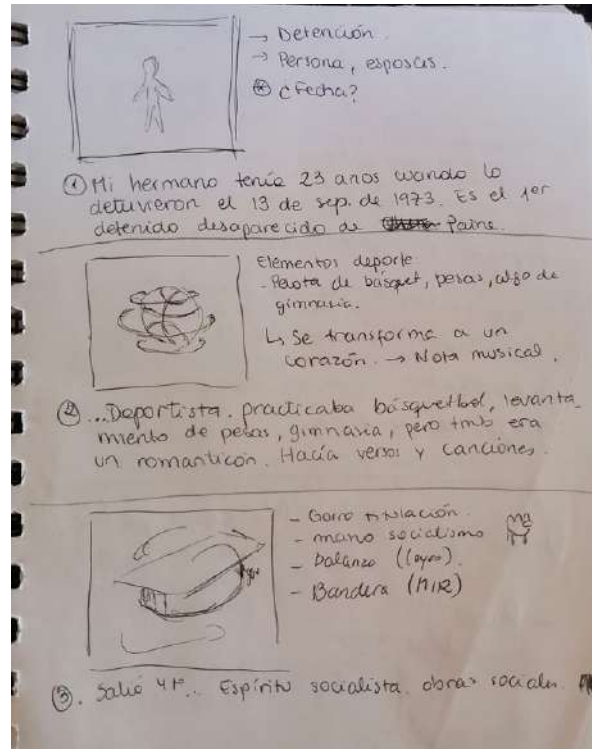 → Detención.
→ Persona, esposas.
⊛ ¿Fecha?
① Mi hermano tenía 23 anos cuando lo
detuvieron el 13 de sep. de 1973. Es el 1er
detenido desaparecido de Paine.
Elementos deporte:
- Pelota de básquet, pesas, algo de
gimnasia.
↳ Se transforma a un
corazón. → Nota musical.
② ...Deportista. practicaba básquetbol, levanta-
miento de pesas, gimnasia, pero tmb era
un romanticón. Hacía versos y canciones.
- Gorro titulación.
- mano socialismo
- balanza (leyes).
- Bandera (MIR)
③. Salió 4M... Espíritu socialista. obras sociales.